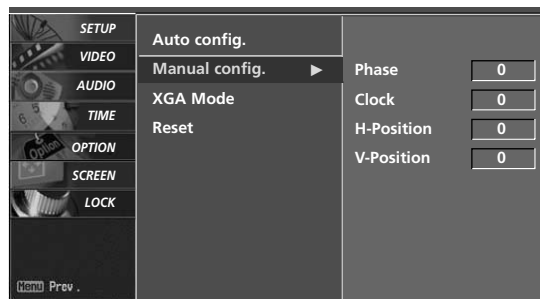 SETUP
VIDEO
AUDIO
TIME
OPTION
SCREEN
LOCK
Menu Prev .
Auto config.
Manual config. ▶
XGA Mode
Reset
Phase 0
Clock 0
H-Position 0
V-Position 0